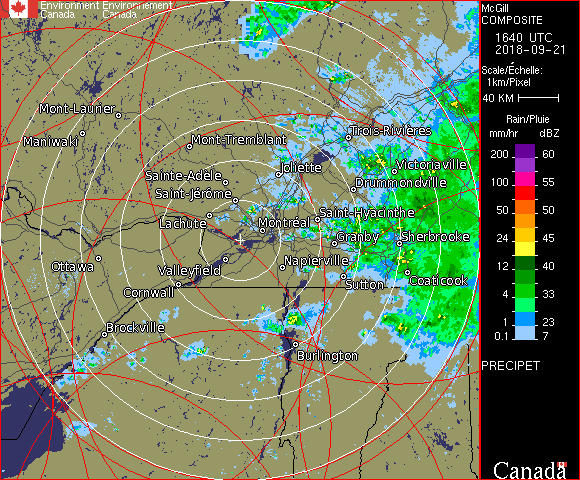 Environment Environnement
Canada Canada
McGill
COMPOSITE
1640 UTC
2018-09-21
Scale/Échelle:
1km/Pixel
40 KM
Rain/Pluie
mm/hr dBZ
200 60
100 55
50 50
24 45
12 40
4 33
1 23
0.1 7
PRECIPET
Canada
Mont-Laurier
Maniwaki
Mont-Tremblant
Trois-Rivières
Joliette
Victoriaville
Sainte-Adèle
Drummondville
Saint-Jérôme
Lachute
Saint-Hyacinthe
Montréal
Granby
Sherbrooke
Ottawa
Valleyfield
Napierville
Cornwall
Sutton
Coaticook
Brockville
Burlington